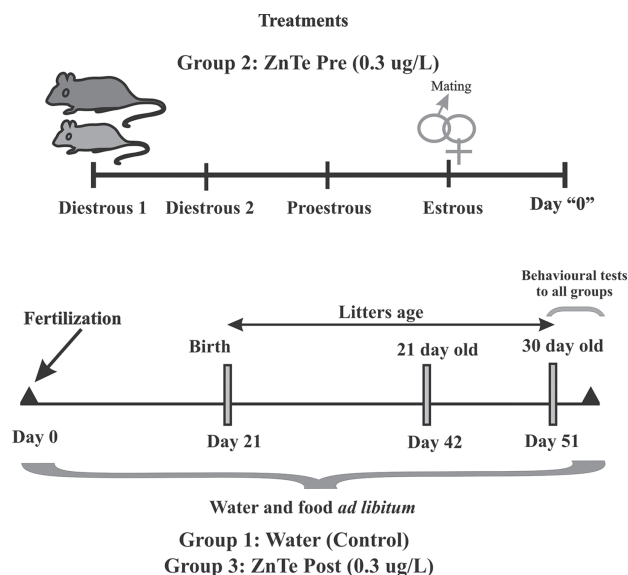 Treatments
Group 2: ZnTe Pre (0.3 ug/L)
Mating
Diestrous 1
Diestrous 2
Proestrous
Estrous
Day “0”
Behavioural tests
to all groups
Fertilization
Litters age
Birth
21 day old
30 day old
Day 0
Day 21
Day 42
Day 51
Water and food ad libitum
Group 1: Water (Control)
Group 3: ZnTe Post (0.3 ug/L)